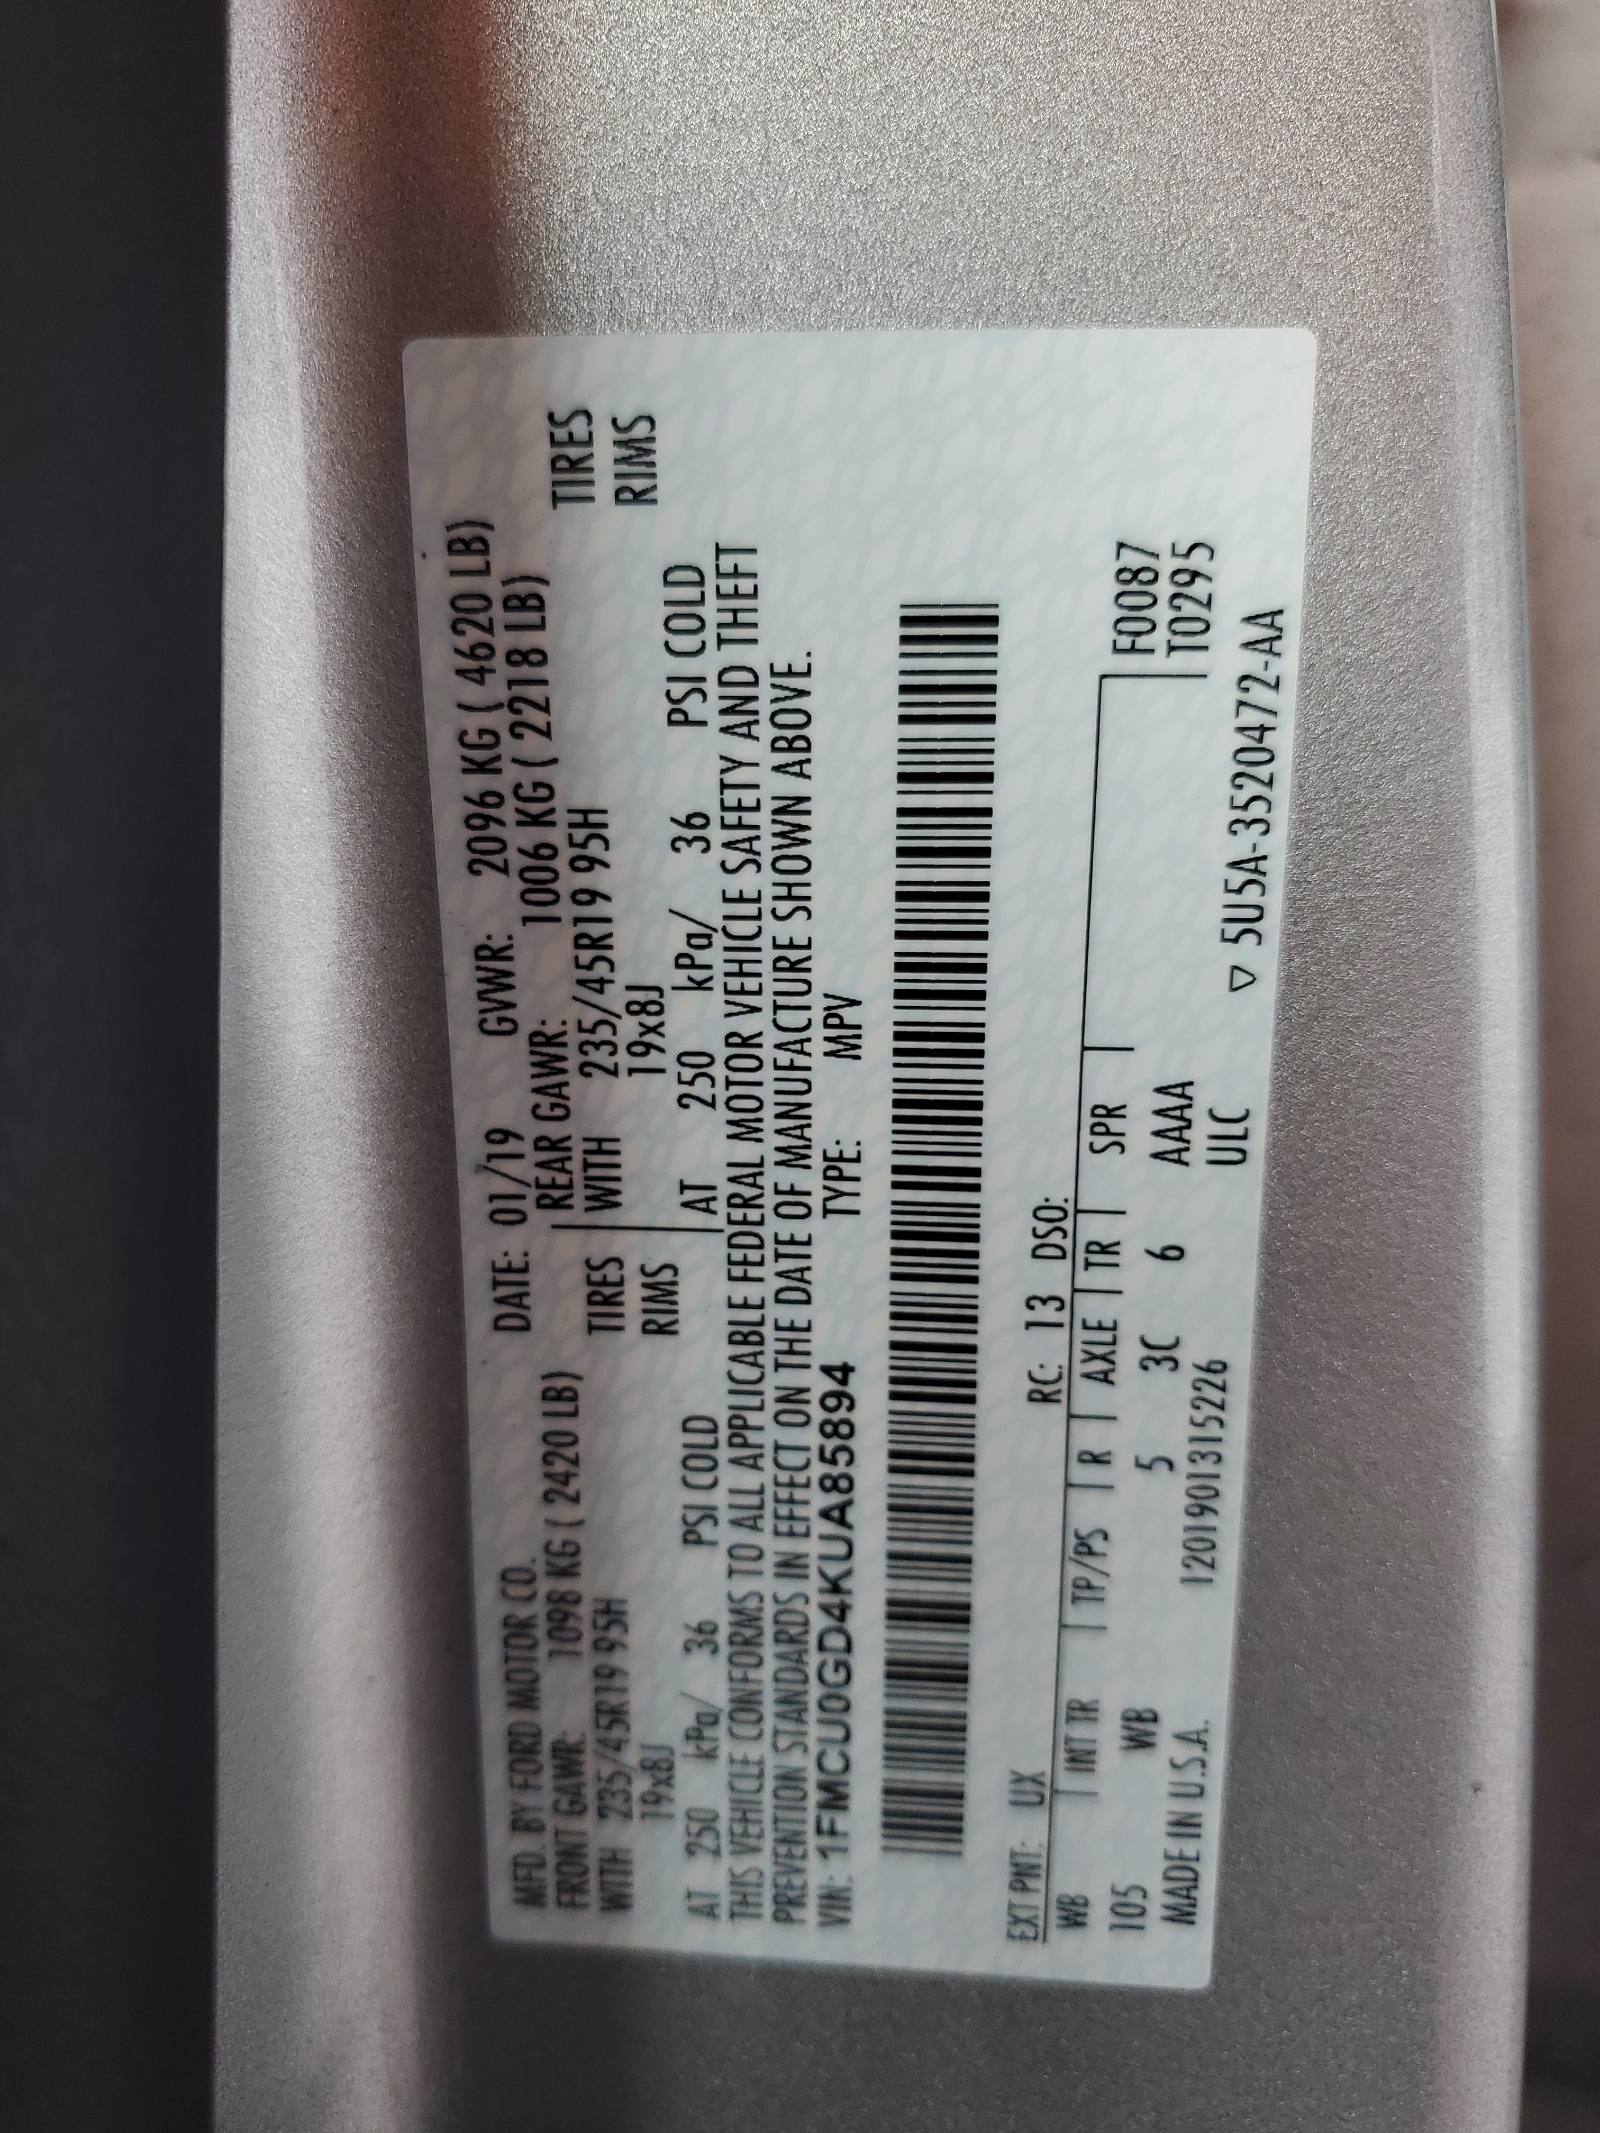 MFD. BY FORD MOTOR CO. DATE: 01/19 GVWR: 2096 KG ( 4620 LB)
FRONT GAWR: 1098 KG ( 2420 LB) REAR GAWR: 1006 KG ( 2218 LB)
WITH 235/45R19 95H TIRES WITH 235/45R19 95H TIRES
19x8J RIMS 19x8J RIMS
AT 250 kPa/ 36 PSI COLD AT 250 kPa/ 36 PSI COLD
THIS VEHICLE CONFORMS TO ALL APPLICABLE FEDERAL MOTOR VEHICLE SAFETY AND THEFT
PREVENTION STANDARDS IN EFFECT ON THE DATE OF MANUFACTURE SHOWN ABOVE.
VIN: 1FMCU0GD4KUA85894 TYPE: MPV
EXT PNT: UX RC: 13 DSO:
WB INT TR TP/PS R AXLE TR SPR F0087
105 WB 5 3C 6 AAAA T0295
MADE IN U.S.A. 1201901315226 ULC ▽ 5U5A-3520472-AA